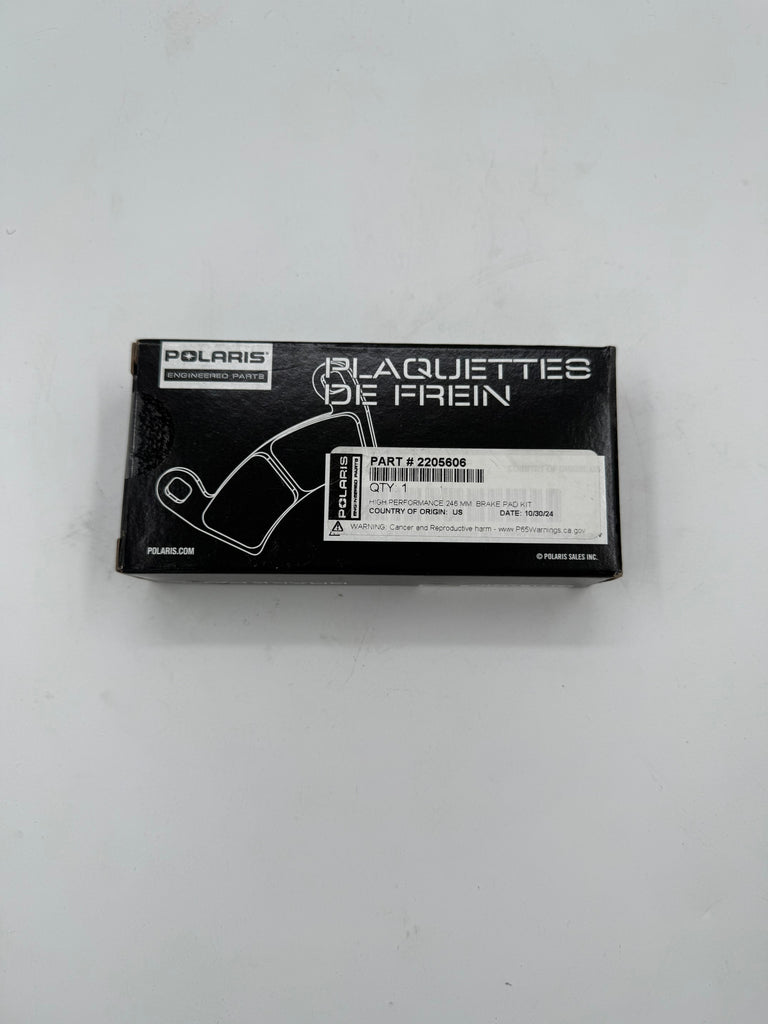 POLARIS®
ENGINEERED PARTS
PLAQUETTES
DE FREIN
POLARIS
ENGINEERED PARTS
PART # 2205606
QTY 1
HIGH PERFORMANCE 246 MM BRAKE PAD KIT
COUNTRY OF ORIGIN: US DATE: 10/30/24
WARNING: Cancer and Reproductive harm - www.P65Warnings.ca.gov
POLARIS.COM
© POLARIS SALES INC.